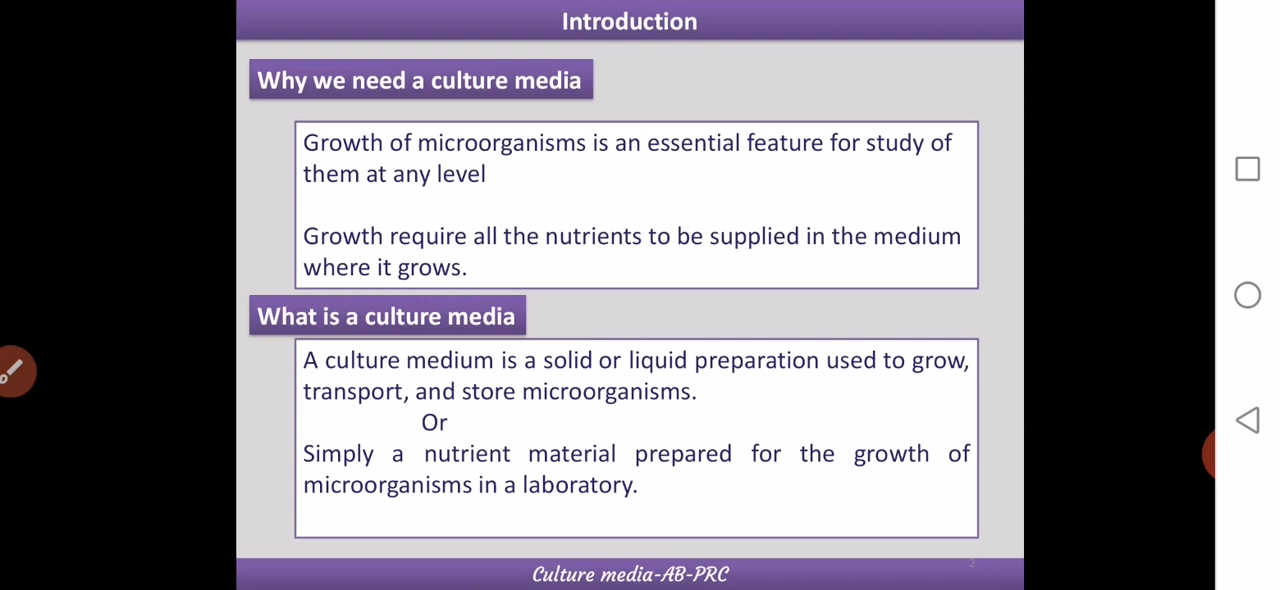 Introduction
Why we need a culture media
Growth of microorganisms is an essential feature for study of
them at any level
Growth require all the nutrients to be supplied in the medium
where it grows.
What is a culture media
A culture medium is a solid or liquid preparation used to grow,
transport, and store microorganisms.
Or
Simply a nutrient material prepared for the growth of
microorganisms in a laboratory.
2
Culture media-AB-PRC